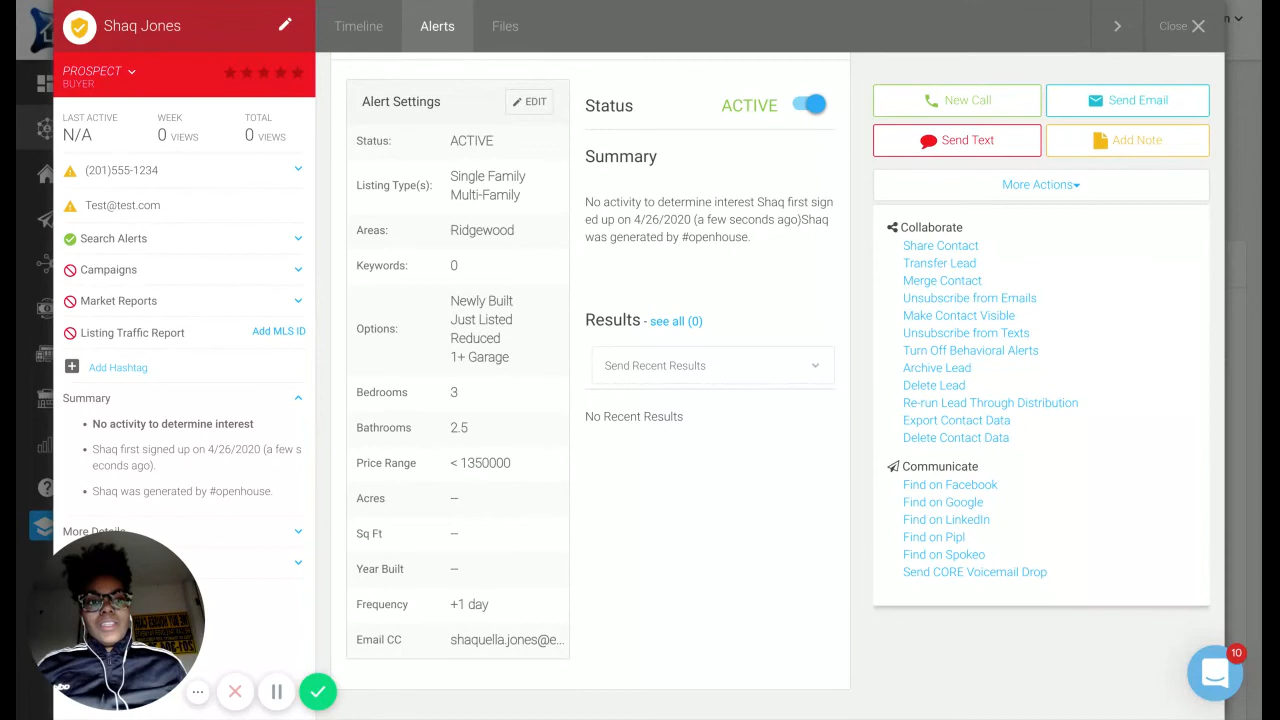 Shaq Jones
Timeline
Alerts
Files
Close
n
PROSPECT
BUYER
LAST ACTIVE
N/A
WEEK
0 VIEWS
TOTAL
0 VIEWS
(201)555-1234
Test@test.com
Search Alerts
Campaigns
Market Reports
Listing Traffic Report
Add MLS ID
Add Hashtag
Summary
No activity to determine interest
Shaq first signed up on 4/26/2020 (a few s
econds ago).
Shaq was generated by #openhouse.
More Details
Alert Settings
EDIT
Status: ACTIVE
Listing Type(s): Single Family
Multi-Family
Areas: Ridgewood
Keywords: 0
Options: Newly Built
Just Listed
Reduced
1+ Garage
Bedrooms 3
Bathrooms 2.5
Price Range < 1350000
Acres --
Sq Ft --
Year Built --
Frequency +1 day
Email CC shaquella.jones@e...
Status ACTIVE
Summary
No activity to determine interest Shaq first sign
ed up on 4/26/2020 (a few seconds ago)Shaq
was generated by #openhouse.
Results - see all (0)
Send Recent Results
No Recent Results
New Call
Send Email
Send Text
Add Note
More Actions
Collaborate
Share Contact
Transfer Lead
Merge Contact
Unsubscribe from Emails
Make Contact Visible
Unsubscribe from Texts
Turn Off Behavioral Alerts
Archive Lead
Delete Lead
Re-run Lead Through Distribution
Export Contact Data
Delete Contact Data
Communicate
Find on Facebook
Find on Google
Find on LinkedIn
Find on Pipl
Find on Spokeo
Send CORE Voicemail Drop
10